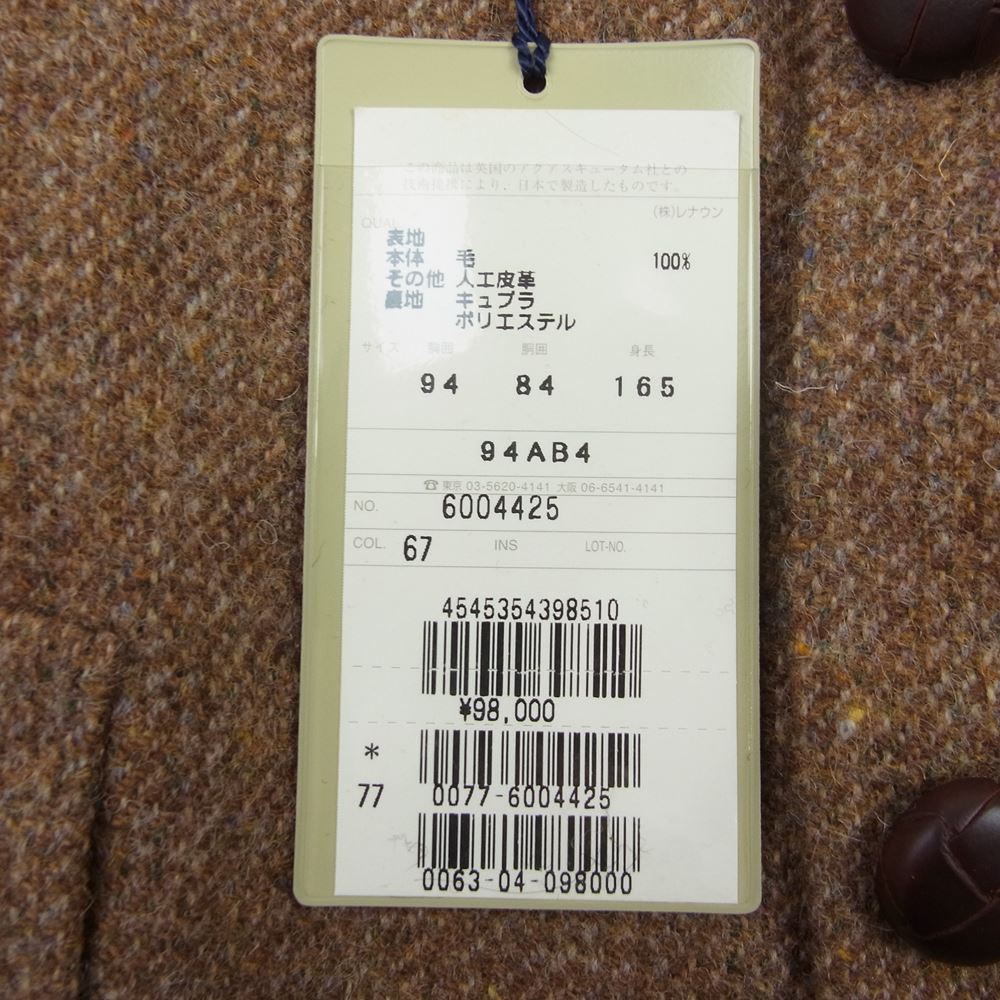 この商品は英国のアクアスキュータム社との
技術提携により、日本で製造したものです。
(株)レナウン
QUAL
表地
本体 毛 100%
その他 人工皮革
裏地 キュプラ
ポリエステル
サイズ 胸囲 胴囲 身長
94 84 165
94AB4
☎東京 03-5620-4141 大阪 06-6541-4141
NO. 6004425
COL. 67 INS LOT-NO.
4545354398510
¥98,000
*
77 0077-6004425
0063-04-098000